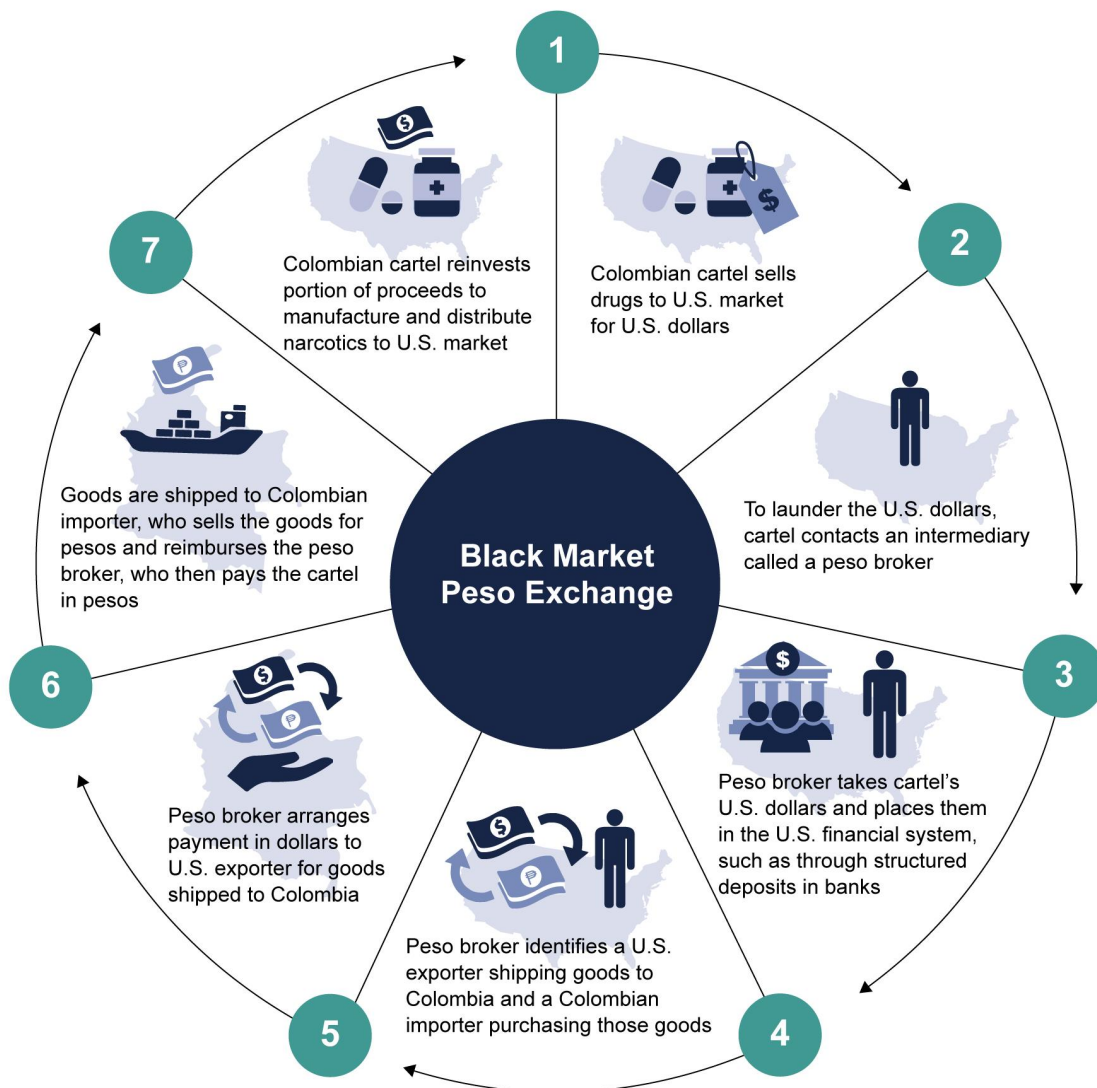 1
Colombian cartel sells
drugs to U.S. market
for U.S. dollars
2
To launder the U.S. dollars,
cartel contacts an intermediary
called a peso broker
3
Peso broker takes cartel’s
U.S. dollars and places them
in the U.S. financial system,
such as through structured
deposits in banks
4
Peso broker identifies a U.S.
exporter shipping goods to
Colombia and a Colombian
importer purchasing those goods
5
Peso broker arranges
payment in dollars to
U.S. exporter for goods
shipped to Colombia
6
Goods are shipped to Colombian
importer, who sells the goods for
pesos and reimburses the peso
broker, who then pays the cartel
in pesos
7
Colombian cartel reinvests
portion of proceeds to
manufacture and distribute
narcotics to U.S. market
Black Market
Peso Exchange